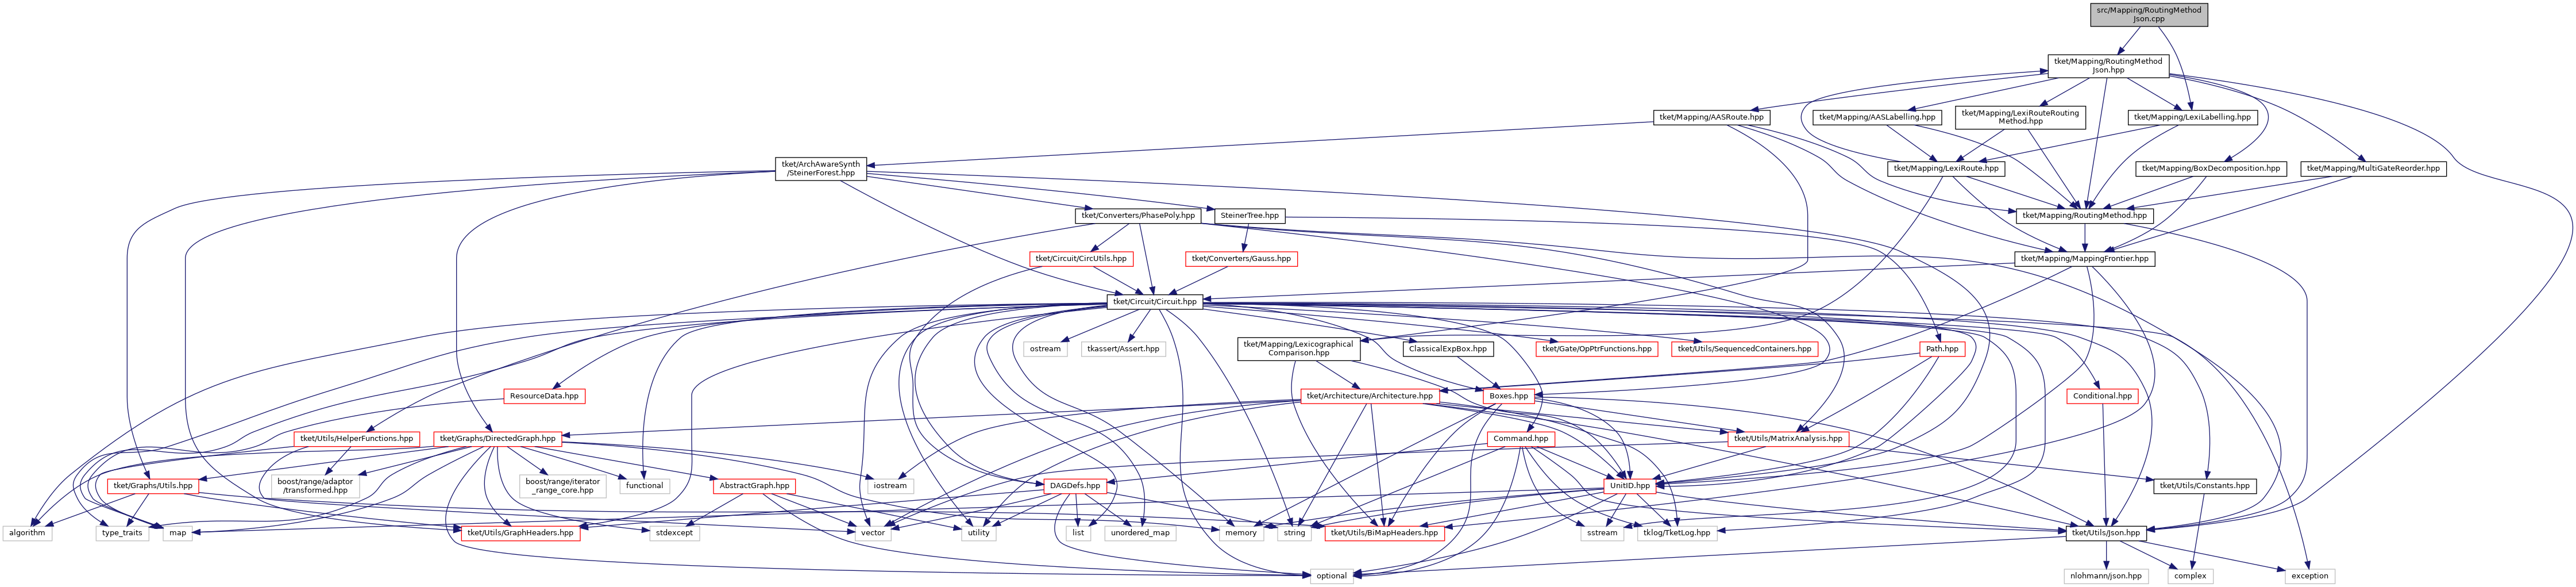 src/Mapping/RoutingMethod
Json.cpp
tket/Mapping/RoutingMethod
Json.hpp
tket/Mapping/AASRoute.hpp
tket/Mapping/AASLabelling.hpp
tket/Mapping/LexiRouteRouting
Method.hpp
tket/Mapping/LexiLabelling.hpp
tket/ArchAwareSynth
/SteinerForest.hpp
tket/Mapping/LexiRoute.hpp
tket/Mapping/BoxDecomposition.hpp
tket/Mapping/MultiGateReorder.hpp
tket/Converters/PhasePoly.hpp
SteinerTree.hpp
tket/Mapping/RoutingMethod.hpp
tket/Circuit/CircUtils.hpp
tket/Converters/Gauss.hpp
tket/Mapping/MappingFrontier.hpp
tket/Circuit/Circuit.hpp
ostream
tkassert/Assert.hpp
tket/Mapping/Lexicographical
Comparison.hpp
ClassicalExpBox.hpp
tket/Gate/OpPtrFunctions.hpp
tket/Utils/SequencedContainers.hpp
Path.hpp
ResourceData.hpp
tket/Architecture/Architecture.hpp
Boxes.hpp
Conditional.hpp
tket/Utils/HelperFunctions.hpp
tket/Graphs/DirectedGraph.hpp
Command.hpp
tket/Utils/MatrixAnalysis.hpp
tket/Graphs/Utils.hpp
boost/range/adaptor
/transformed.hpp
boost/range/iterator
_range_core.hpp
functional
AbstractGraph.hpp
iostream
DAGDefs.hpp
UnitID.hpp
tket/Utils/Constants.hpp
algorithm
type_traits
map
tket/Utils/GraphHeaders.hpp
stdexcept
vector
utility
list
unordered_map
memory
string
tket/Utils/BiMapHeaders.hpp
sstream
tklog/TketLog.hpp
tket/Utils/Json.hpp
optional
nlohmann/json.hpp
complex
exception